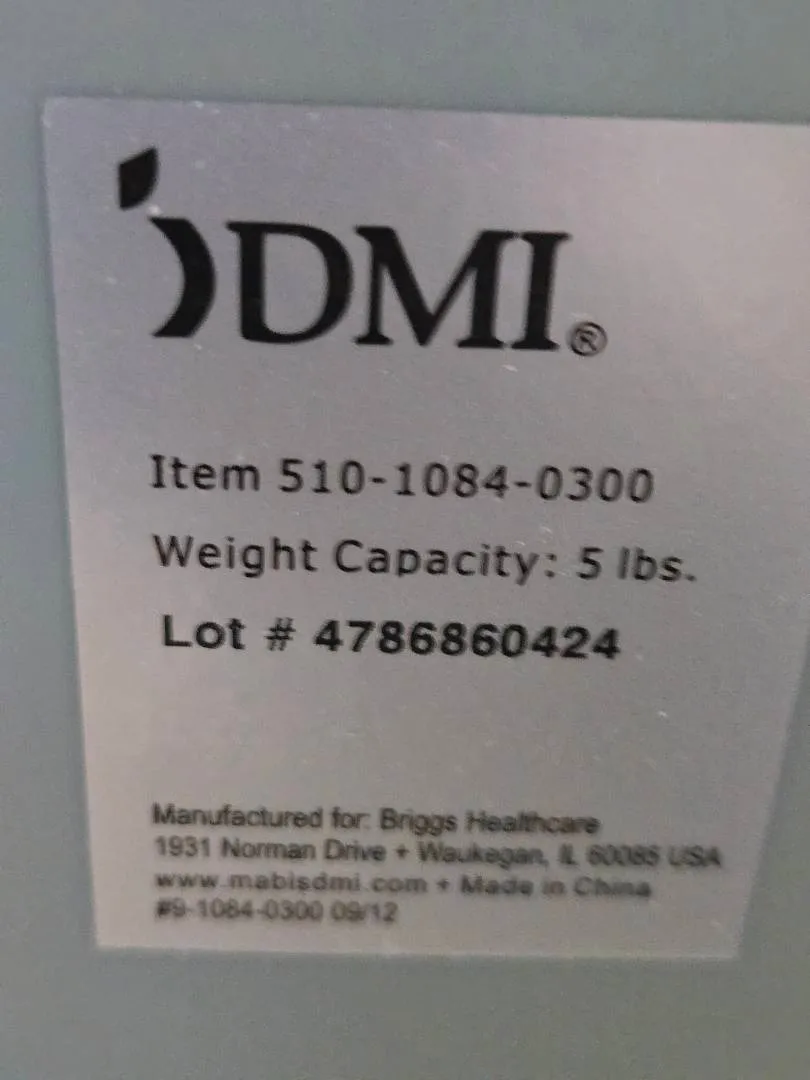 DMI®
Item 510-1084-0300
Weight Capacity: 5 lbs.
Lot # 4786860424
Manufactured for: Briggs Healthcare
1931 Norman Drive + Waukegan, IL 60085 USA
www.mabisdmi.com + Made in China
#9-1084-0300 09/12